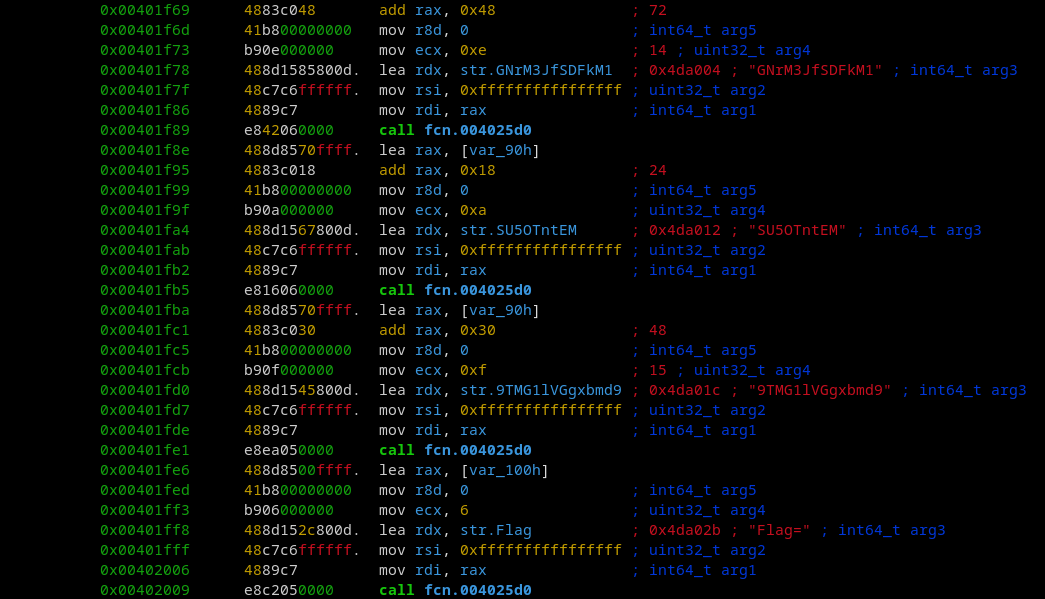 0x00401f69 4883c048 add rax, 0x48 ; 72
0x00401f6d 41b800000000 mov r8d, 0 ; int64_t arg5
0x00401f73 b90e000000 mov ecx, 0xe ; 14 ; uint32_t arg4
0x00401f78 488d1585800d. lea rdx, str.GNrM3JfSDFkM1 ; 0x4da004 ; "GNrM3JfSDFkM1" ; int64_t arg3
0x00401f7f 48c7c6ffffff. mov rsi, 0xffffffffffffffff ; uint32_t arg2
0x00401f86 4889c7 mov rdi, rax ; int64_t arg1
0x00401f89 e842060000 call fcn.004025d0
0x00401f8e 488d8570ffff. lea rax, [var_90h]
0x00401f95 4883c018 add rax, 0x18 ; 24
0x00401f99 41b800000000 mov r8d, 0 ; int64_t arg5
0x00401f9f b90a000000 mov ecx, 0xa ; uint32_t arg4
0x00401fa4 488d1567800d. lea rdx, str.SU5OTntEM ; 0x4da012 ; "SU5OTntEM" ; int64_t arg3
0x00401fab 48c7c6ffffff. mov rsi, 0xffffffffffffffff ; uint32_t arg2
0x00401fb2 4889c7 mov rdi, rax ; int64_t arg1
0x00401fb5 e816060000 call fcn.004025d0
0x00401fba 488d8570ffff. lea rax, [var_90h]
0x00401fc1 4883c030 add rax, 0x30 ; 48
0x00401fc5 41b800000000 mov r8d, 0 ; int64_t arg5
0x00401fcb b90f000000 mov ecx, 0xf ; 15 ; uint32_t arg4
0x00401fd0 488d1545800d. lea rdx, str.9TMG1lVGgxbmd9 ; 0x4da01c ; "9TMG1lVGgxbmd9" ; int64_t arg3
0x00401fd7 48c7c6ffffff. mov rsi, 0xffffffffffffffff ; uint32_t arg2
0x00401fde 4889c7 mov rdi, rax ; int64_t arg1
0x00401fe1 e8ea050000 call fcn.004025d0
0x00401fe6 488d8500ffff. lea rax, [var_100h]
0x00401fed 41b800000000 mov r8d, 0 ; int64_t arg5
0x00401ff3 b906000000 mov ecx, 6 ; uint32_t arg4
0x00401ff8 488d152c800d. lea rdx, str.Flag ; 0x4da02b ; "Flag=" ; int64_t arg3
0x00401fff 48c7c6ffffff. mov rsi, 0xffffffffffffffff ; uint32_t arg2
0x00402006 4889c7 mov rdi, rax ; int64_t arg1
0x00402009 e8c2050000 call fcn.004025d0